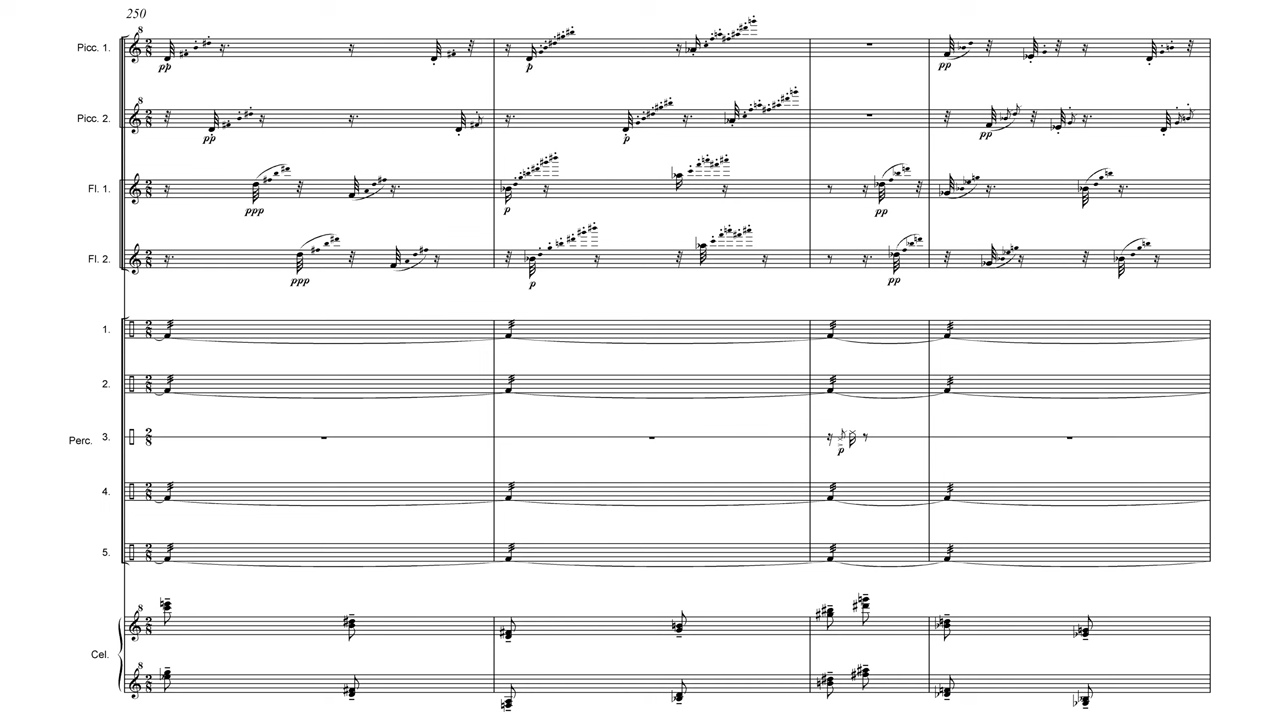 250
Picc. 1.
pp p pp
Picc. 2.
pp p pp
Fl. 1.
ppp p pp
Fl. 2.
ppp p pp
1.
2.
Perc. 3.
p
4.
5.
Cel.